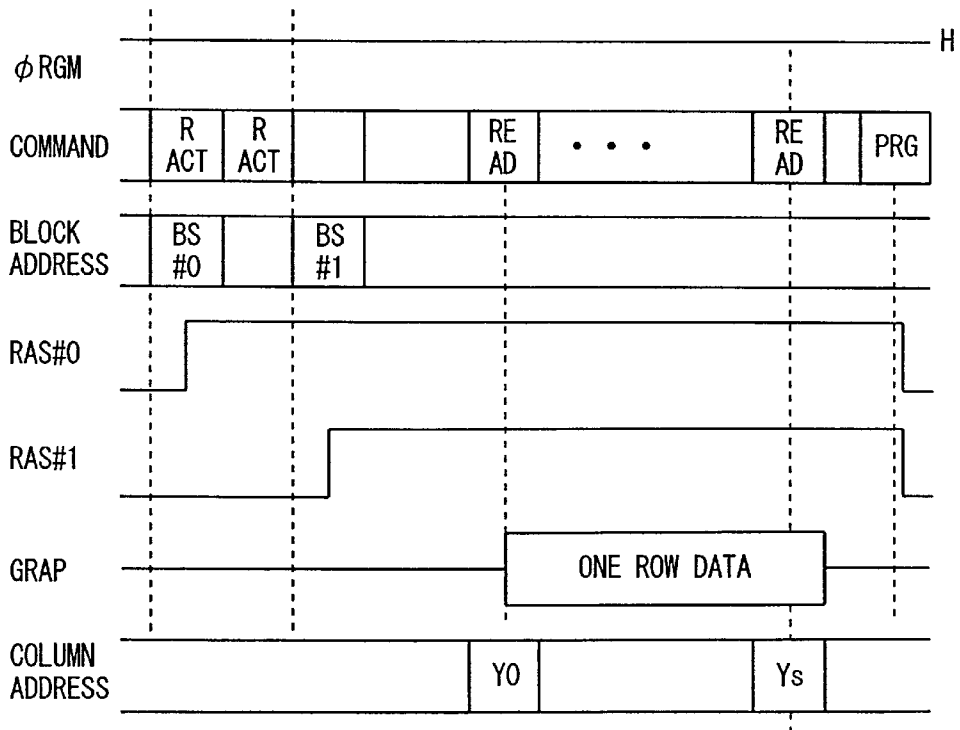 H
φRGM
COMMAND
R
ACT
R
ACT
RE
AD
• • •
RE
AD
PRG
BLOCK
ADDRESS
BS
#0
BS
#1
RAS#0
RAS#1
GRAP
ONE ROW DATA
COLUMN
ADDRESS
Y0
Ys